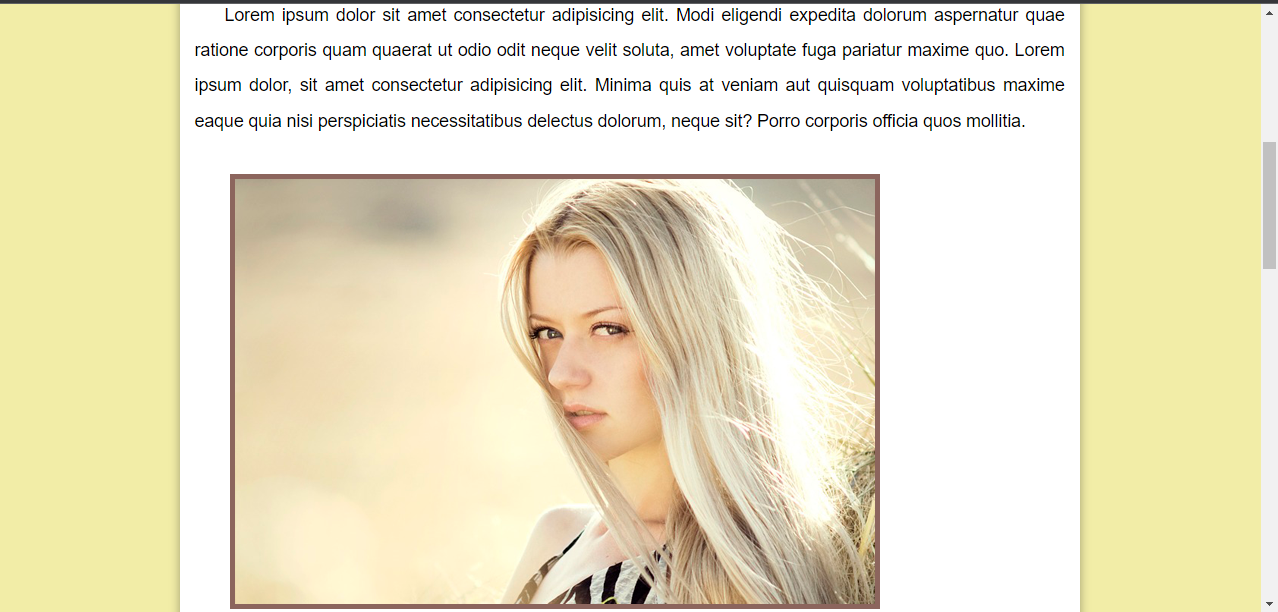 Lorem ipsum dolor sit amet consectetur adipisicing elit. Modi eligendi expedita dolorum aspernatur quae
ratione corporis quam quaerat ut odio odit neque velit soluta, amet voluptate fuga pariatur maxime quo. Lorem
ipsum dolor, sit amet consectetur adipisicing elit. Minima quis at veniam aut quisquam voluptatibus maxime
eaque quia nisi perspiciatis necessitatibus delectus dolorum, neque sit? Porro corporis officia quos mollitia.